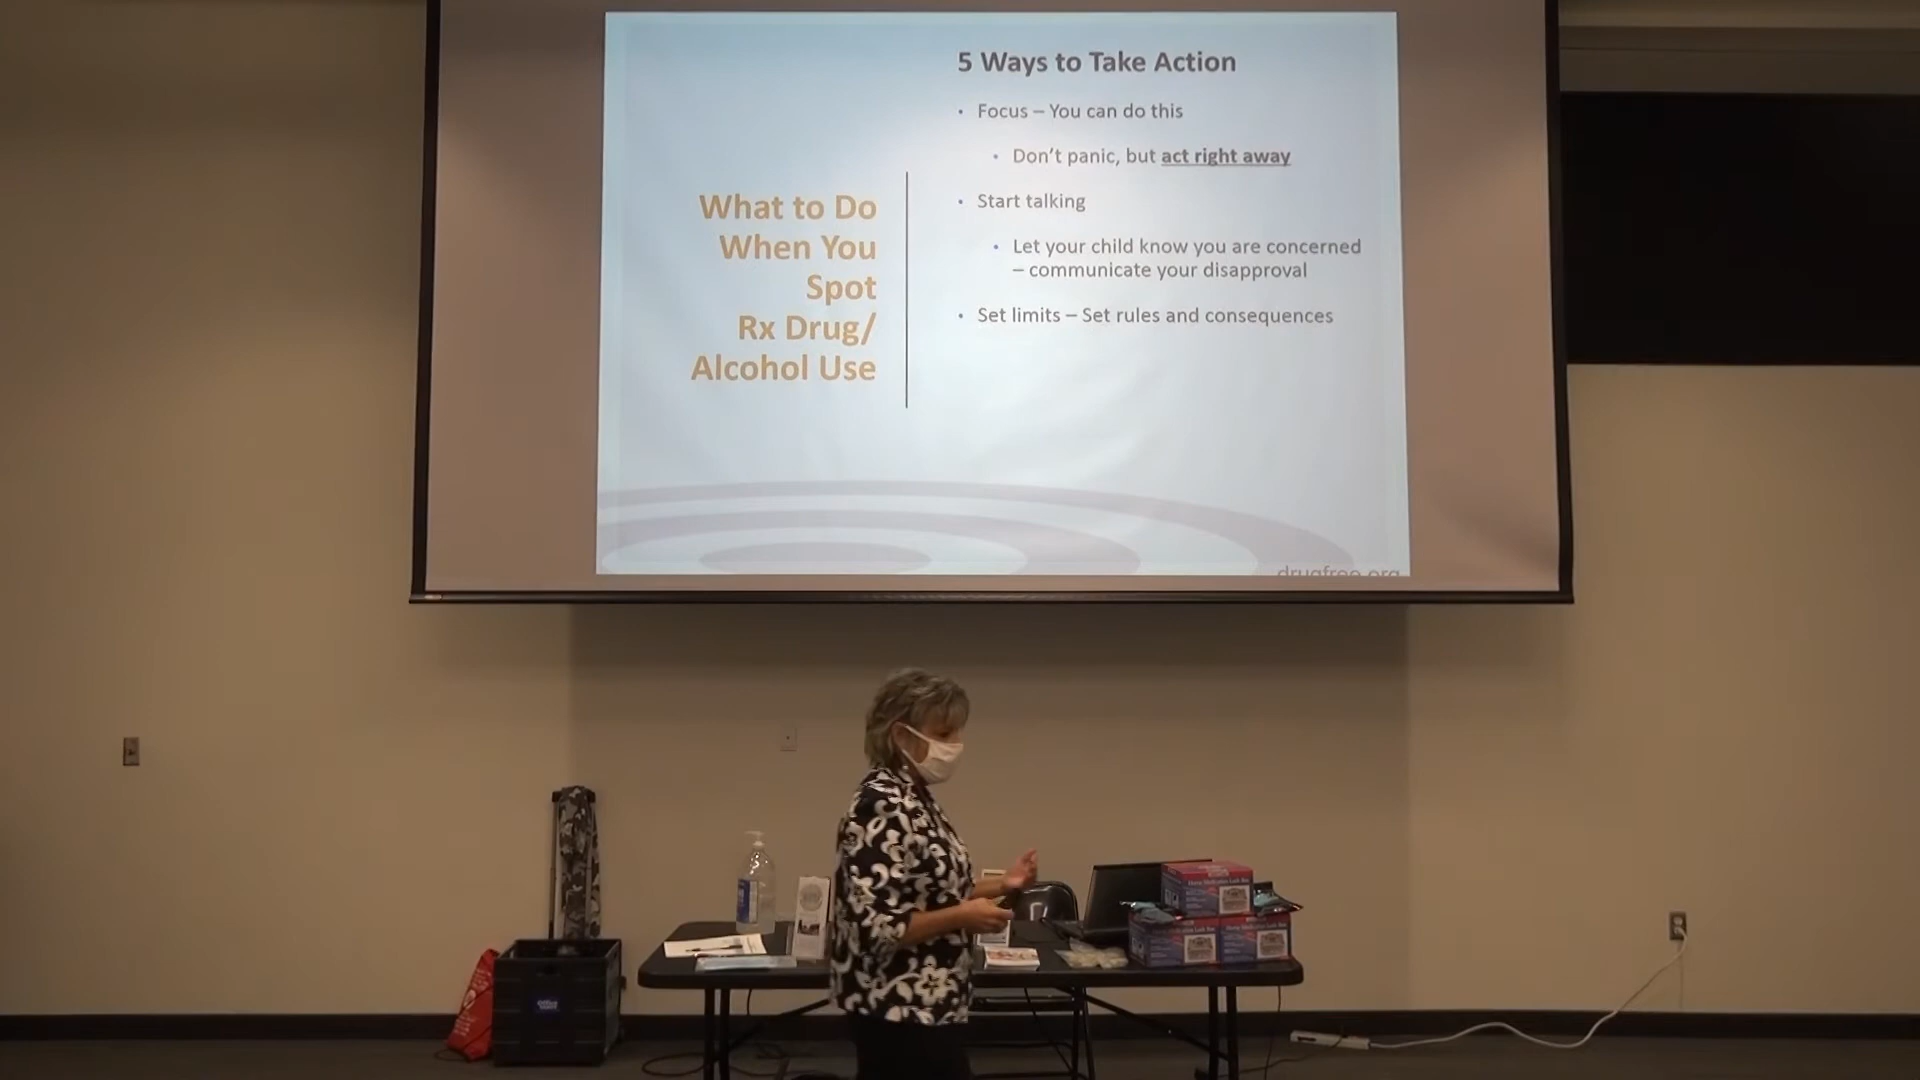 5 Ways to Take Action
• Focus – You can do this
• Don't panic, but act right away
• Start talking
• Let your child know you are concerned
– communicate your disapproval
• Set limits – Set rules and consequences
What to Do
When You
Spot
Rx Drug/
Alcohol Use
drugfree.org
Office